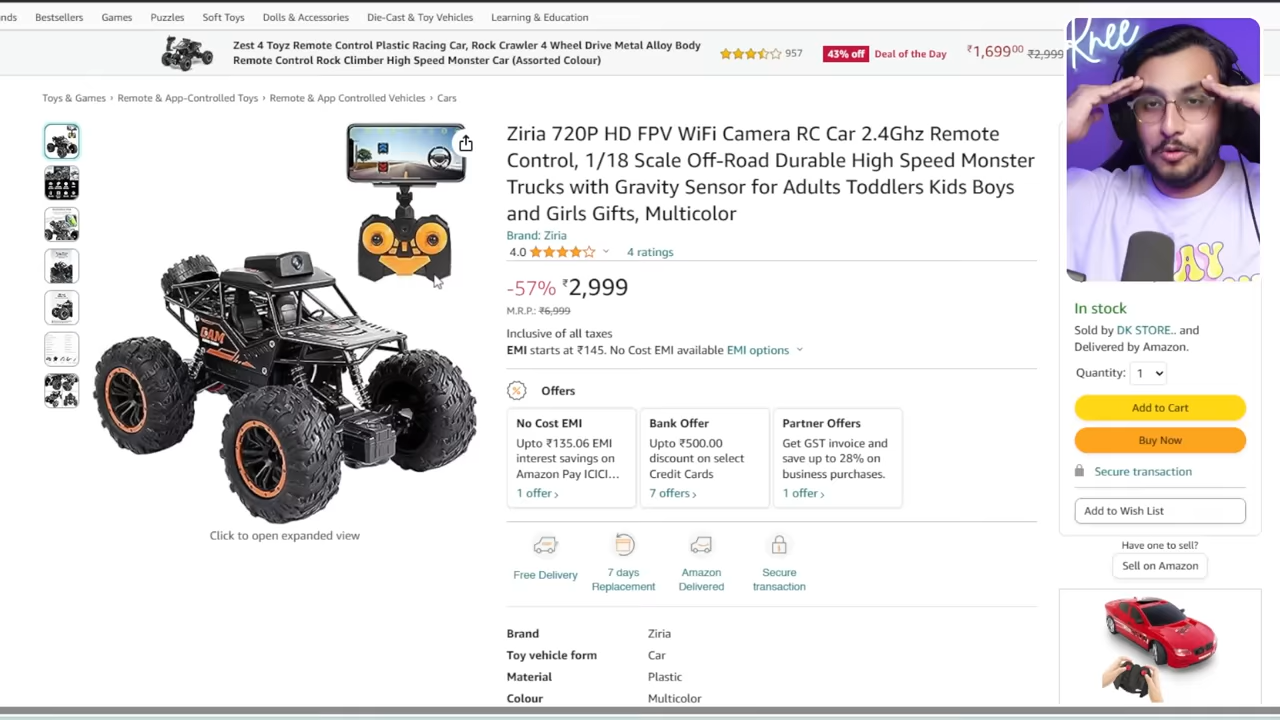 nds Bestsellers Games Puzzles Soft Toys Dolls & Accessories Die-Cast & Toy Vehicles Learning & Education
Zest 4 Toyz Remote Control Plastic Racing Car, Rock Crawler 4 Wheel Drive Metal Alloy Body
Remote Control Rock Climber High Speed Monster Car (Assorted Colour)
957
43% off Deal of the Day
₹1,699⁰⁰ ₹2,999
Knee
Toys & Games › Remote & App-Controlled Toys › Remote & App Controlled Vehicles › Cars
Ziria 720P HD FPV WiFi Camera RC Car 2.4Ghz Remote
Control, 1/18 Scale Off-Road Durable High Speed Monster
Trucks with Gravity Sensor for Adults Toddlers Kids Boys
and Girls Gifts, Multicolor
Brand: Ziria
4.0 4 ratings
-57% ₹2,999
M.R.P.: ₹6,999
Inclusive of all taxes
EMI starts at ₹145. No Cost EMI available EMI options
Offers
No Cost EMI
Upto ₹135.06 EMI
interest savings on
Amazon Pay ICICI...
1 offer ›
Bank Offer
Upto ₹500.00
discount on select
Credit Cards
7 offers ›
Partner Offers
Get GST invoice and
save up to 28% on
business purchases.
1 offer ›
Click to open expanded view
Free Delivery
7 days
Replacement
Amazon
Delivered
Secure
transaction
Brand Ziria
Toy vehicle form Car
Material Plastic
Colour Multicolor
In stock
Sold by DK STORE.. and
Delivered by Amazon.
Quantity: 1
Add to Cart
Buy Now
Secure transaction
Add to Wish List
Have one to sell?
Sell on Amazon